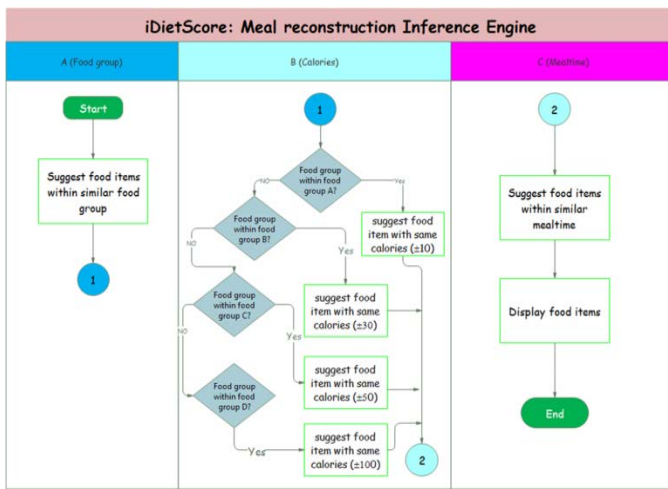 iDietScore: Meal reconstruction Inference Engine
A (Food group)
B (Calories)
C (Mealtime)
Start
Suggest food items
within similar food
group
1
1
Food group
within food
group A?
Yes
NO
suggest food
item with same
calories (±10)
Food group
within food
group B?
Yes
NO
suggest food
item with same
calories (±30)
Food group
within food
group C?
Yes
NO
suggest food
item with same
calories (±50)
Food group
within food
group D?
Yes
suggest food
item with same
calories (±100)
2
2
Suggest food items
within similar
mealtime
Display food items
End